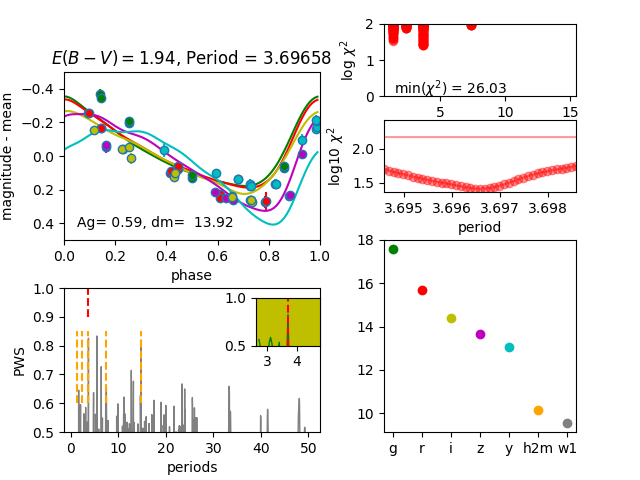 E(B − V) = 1.94, Period = 3.69658
magnitude - mean
−0.4
−0.2
0.0
0.2
0.4
Ag= 0.59, dm=  13.92
0.0 0.2 0.4 0.6 0.8 1.0
phase
log χ²
2
1
0
min(χ²) = 26.03
5 10 15
log10 χ²
2.0
1.5
3.695 3.696 3.697 3.698
period
PWS
1.0
0.9
0.8
0.7
0.6
0.5
1.0
0.5
3 4
0 10 20 30 40 50
periods
18
16
14
12
10
g r i z y h2m w1